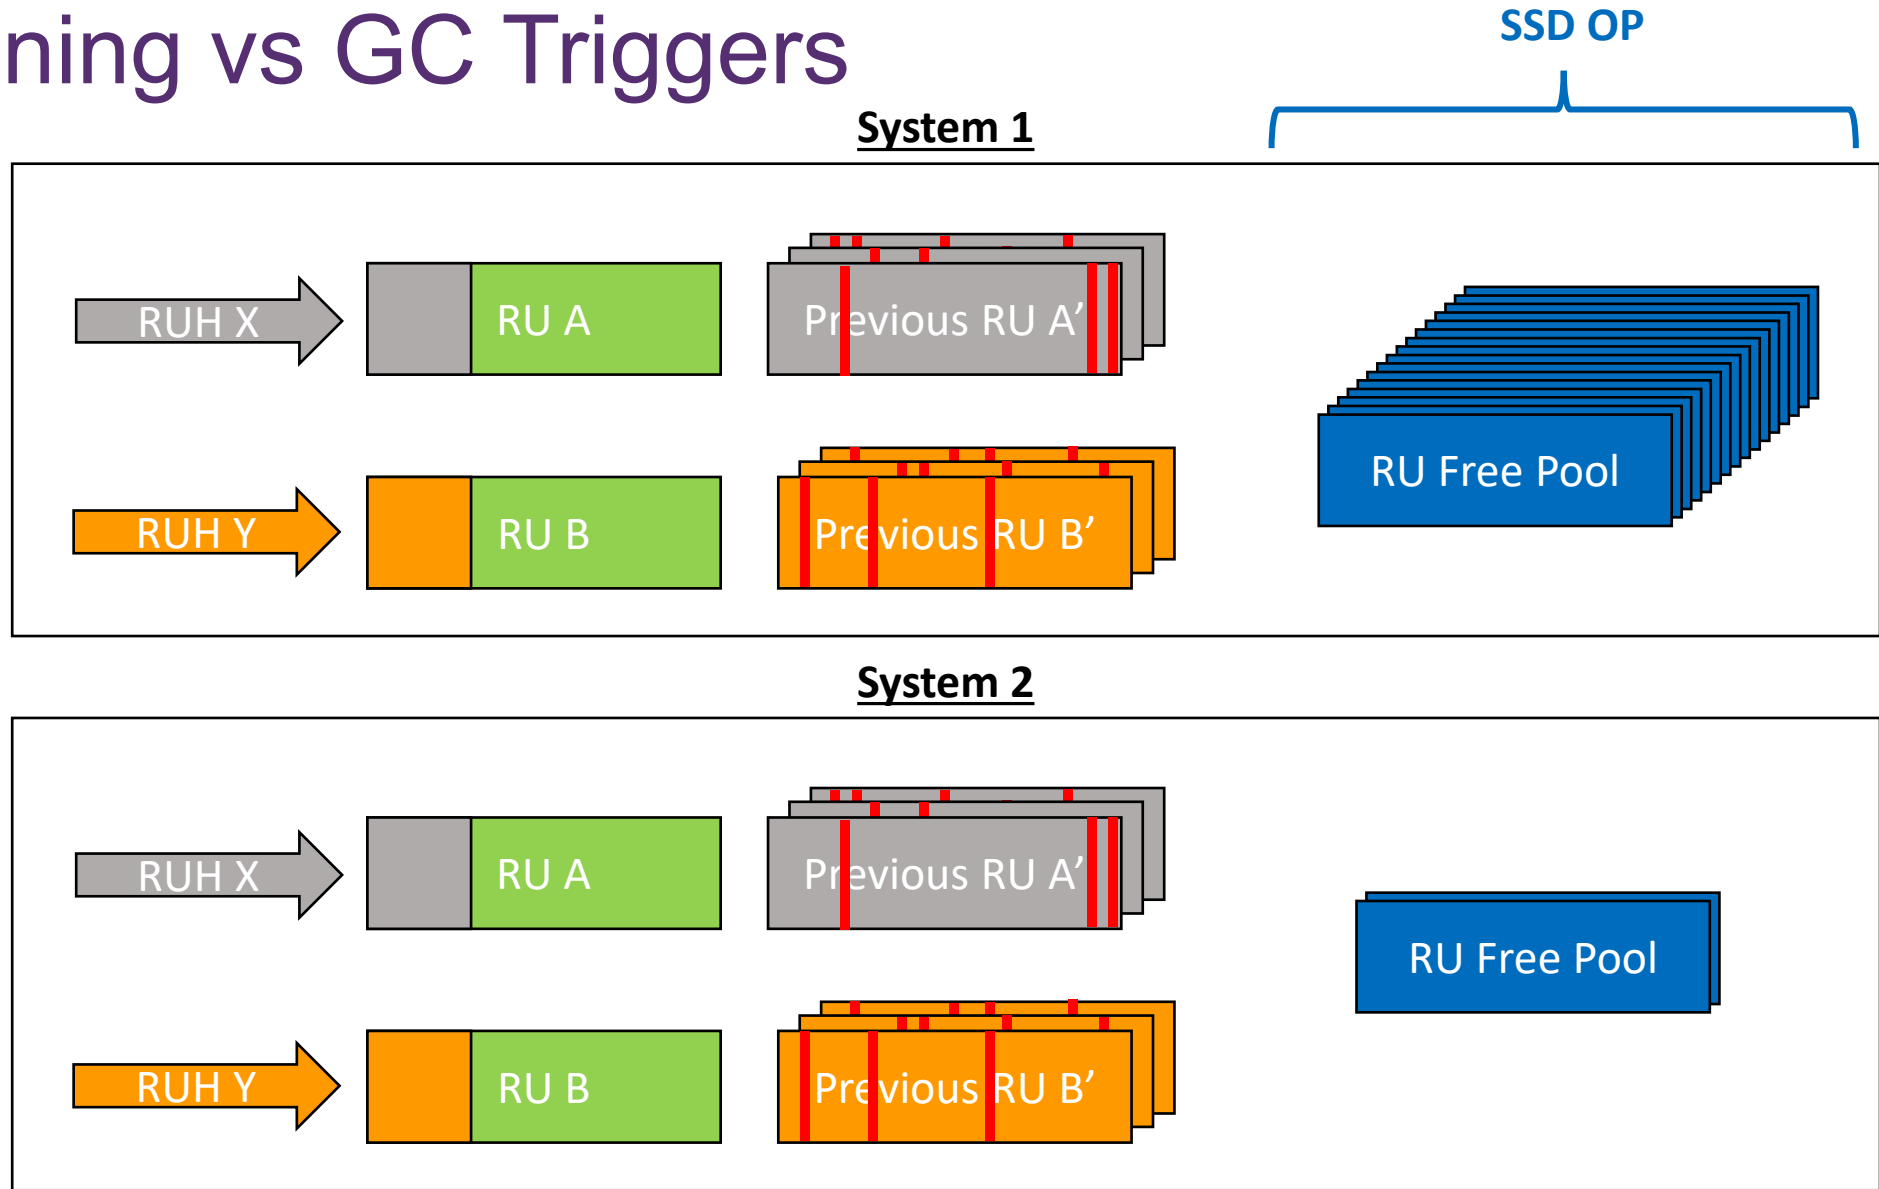 ning vs GC Triggers
SSD OP
System 1
RUH X
RU A
Previous RU A’
RUH Y
RU B
Previous RU B’
RU Free Pool
System 2
RUH X
RU A
Previous RU A’
RUH Y
RU B
Previous RU B’
RU Free Pool